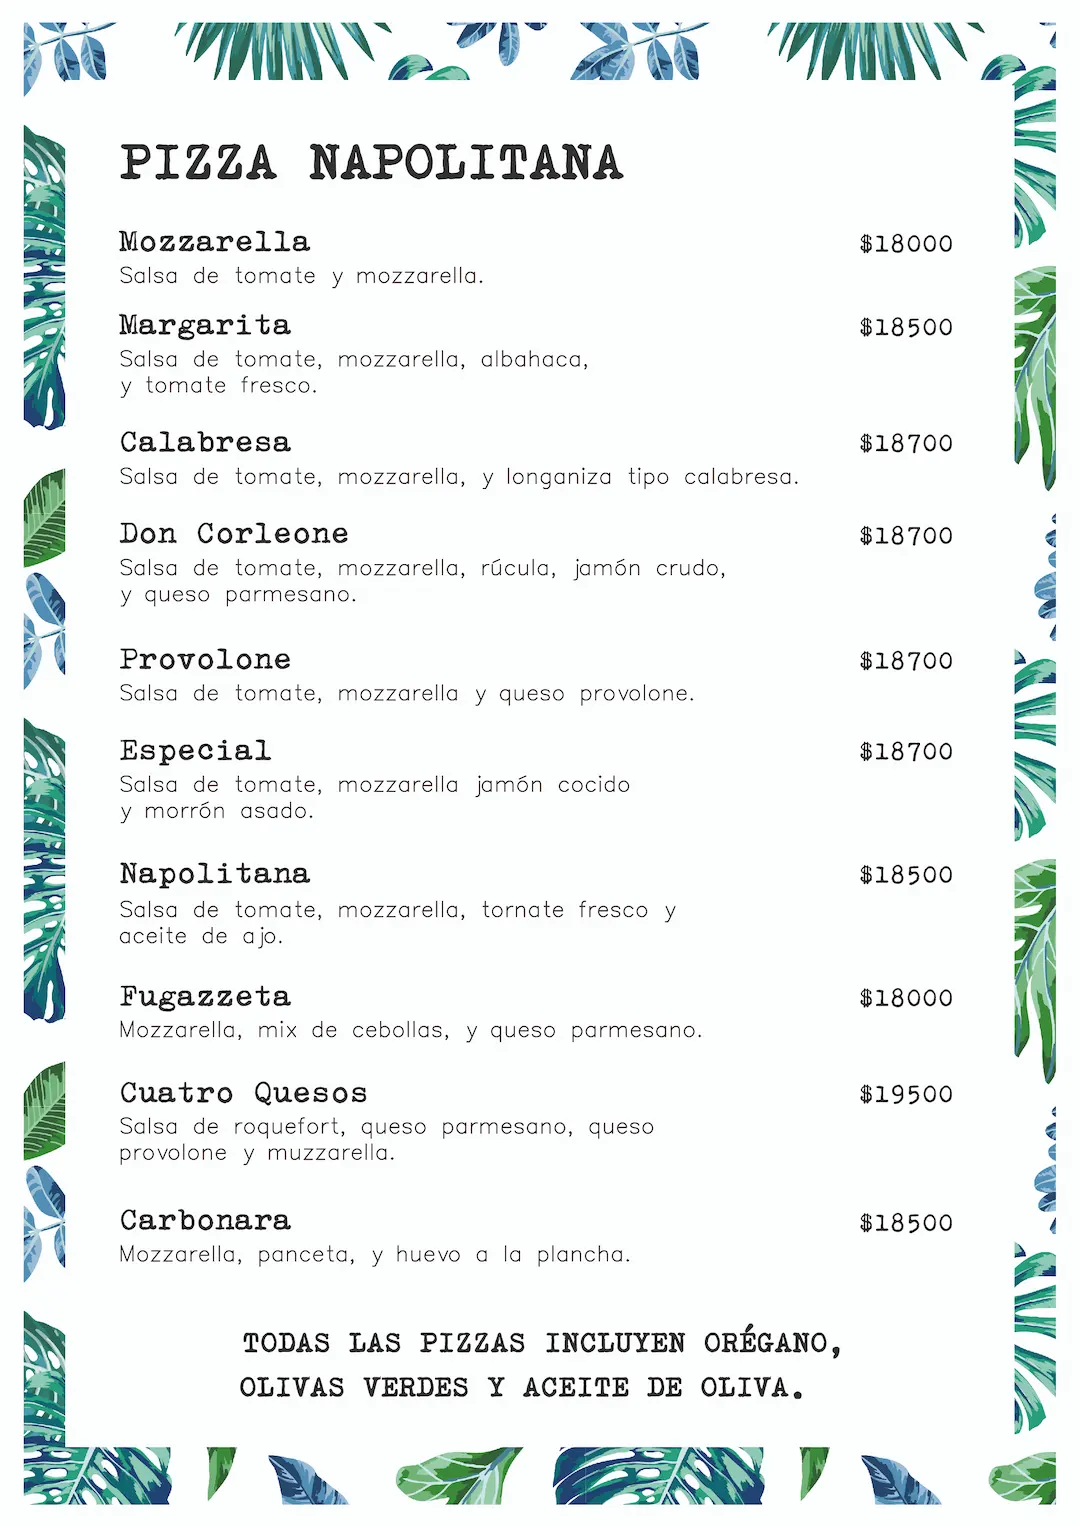 PIZZA NAPOLITANA
Mozzarella $18000
Salsa de tomate y mozzarella.
Margarita $18500
Salsa de tomate, mozzarella, albahaca,
y tomate fresco.
Calabresa $18700
Salsa de tomate, mozzarella, y longaniza tipo calabresa.
Don Corleone $18700
Salsa de tomate, mozzarella, rúcula, jamón crudo,
y queso parmesano.
Provolone $18700
Salsa de tomate, mozzarella y queso provolone.
Especial $18700
Salsa de tomate, mozzarella jamón cocido
y morrón asado.
Napolitana $18500
Salsa de tomate, mozzarella, tornate fresco y
aceite de ajo.
Fugazzeta $18000
Mozzarella, mix de cebollas, y queso parmesano.
Cuatro Quesos $19500
Salsa de roquefort, queso parmesano, queso
provolone y muzzarella.
Carbonara $18500
Mozzarella, panceta, y huevo a la plancha.
TODAS LAS PIZZAS INCLUYEN ORÉGANO,
OLIVAS VERDES Y ACEITE DE OLIVA.